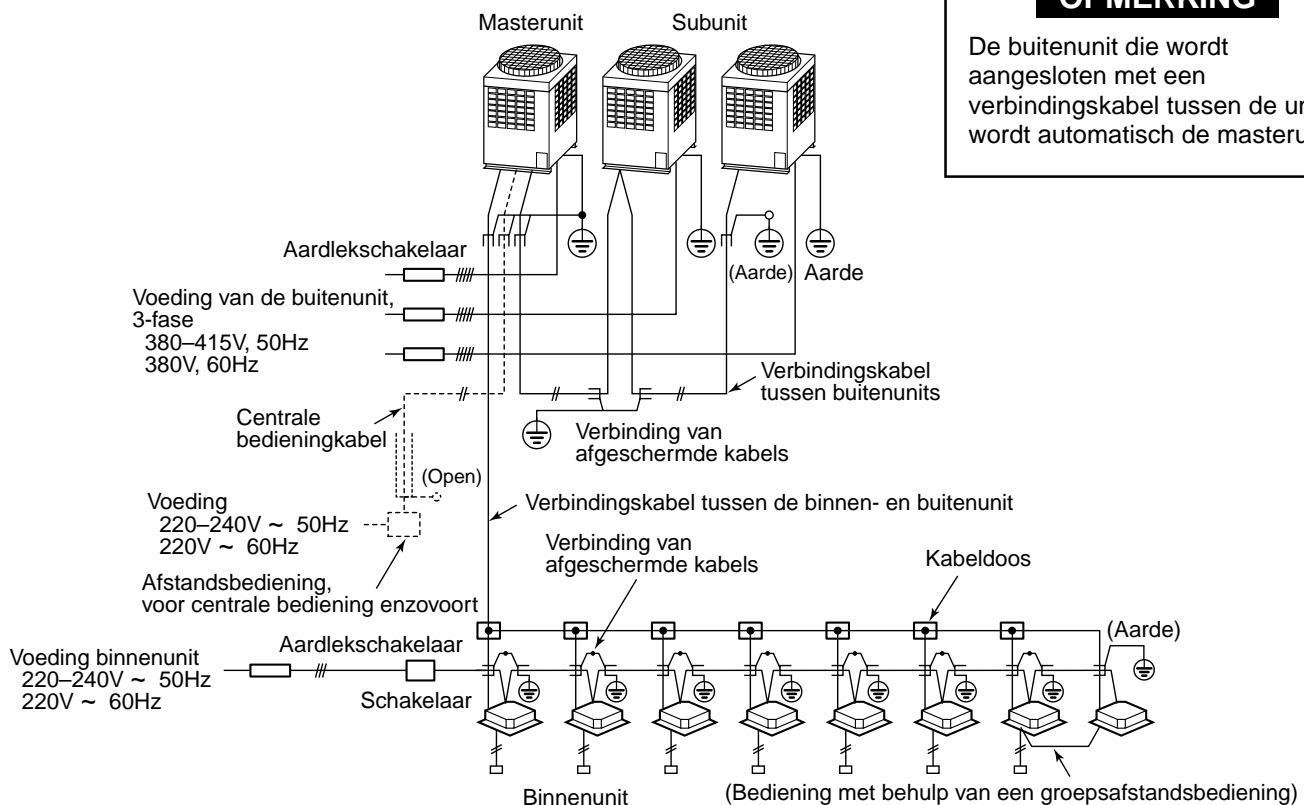 OPMERKING
De buitenunit die wordt
aangesloten met een
verbindingskabel tussen de
wordt automatisch de
Masterunit
Subunit
Aardlekschakelaar
(Aarde)
Aarde
Voeding van de buitenunit,
3-fase
380–415V, 50Hz
380V, 60Hz
Verbindingskabel
tussen buitenunits
Centrale
bedieningkabel
Verbinding van
afgeschermde kabels
(Open)
Voeding
220–240V ~ 50Hz
220V ~ 60Hz
Verbindingskabel tussen de binnen- en buitenunit
Verbinding van
afgeschermde kabels
Kabeldoos
Afstandsbediening,
voor centrale bediening enzovoort
Aardlekschakelaar
(Aarde)
Voeding binnenunit
220–240V ~ 50Hz
220V ~ 60Hz
Schakelaar
Binnenunit
(Bediening met behulp van een groepsafstandsbediening)